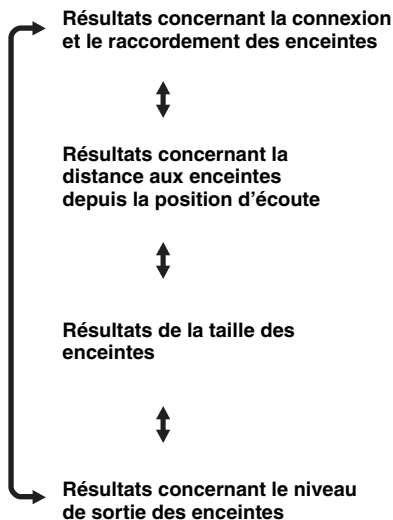 Résultats concernant la connexion
et le raccordement des enceintes
Résultats concernant la
distance aux enceintes
depuis la position d'écoute
Résultats de la taille des
enceintes
Résultats concernant le niveau
de sortie des enceintes